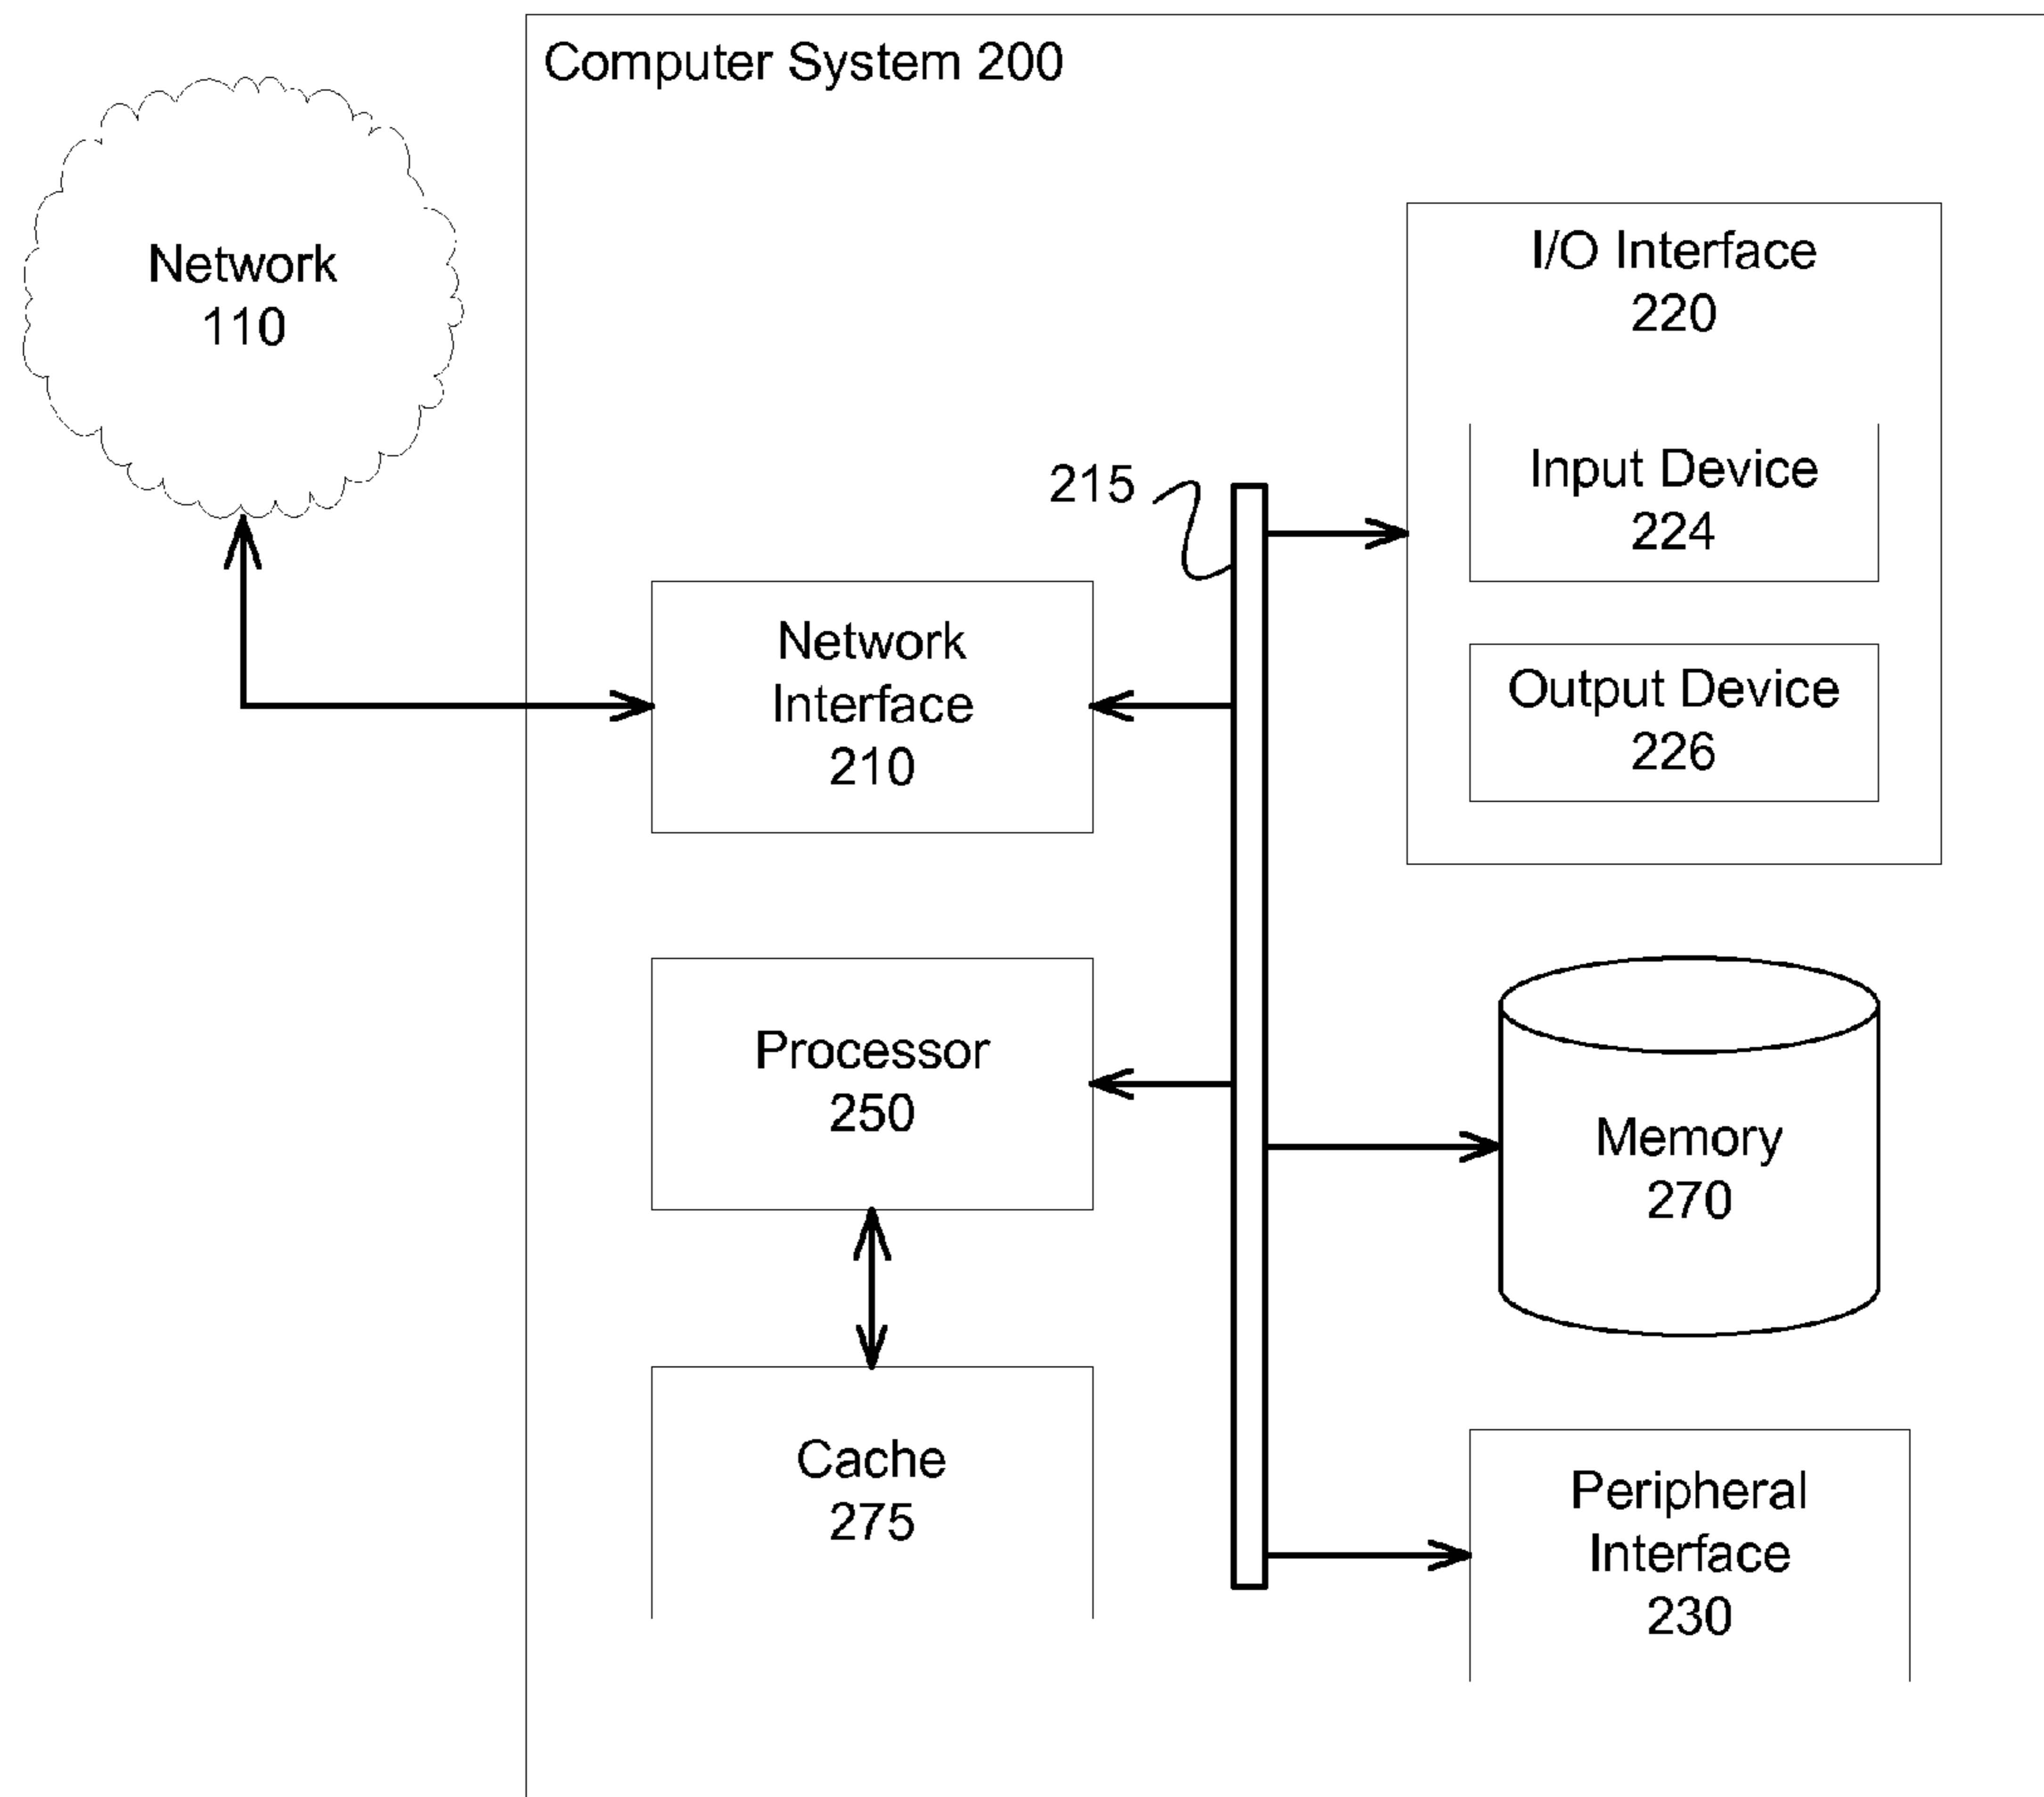 Computer System 200
Network
110
I/O Interface
220
Input Device
224
215
Output Device
226
Network
Interface
210
Processor
250
Memory
270
Cache
275
Peripheral
Interface
230